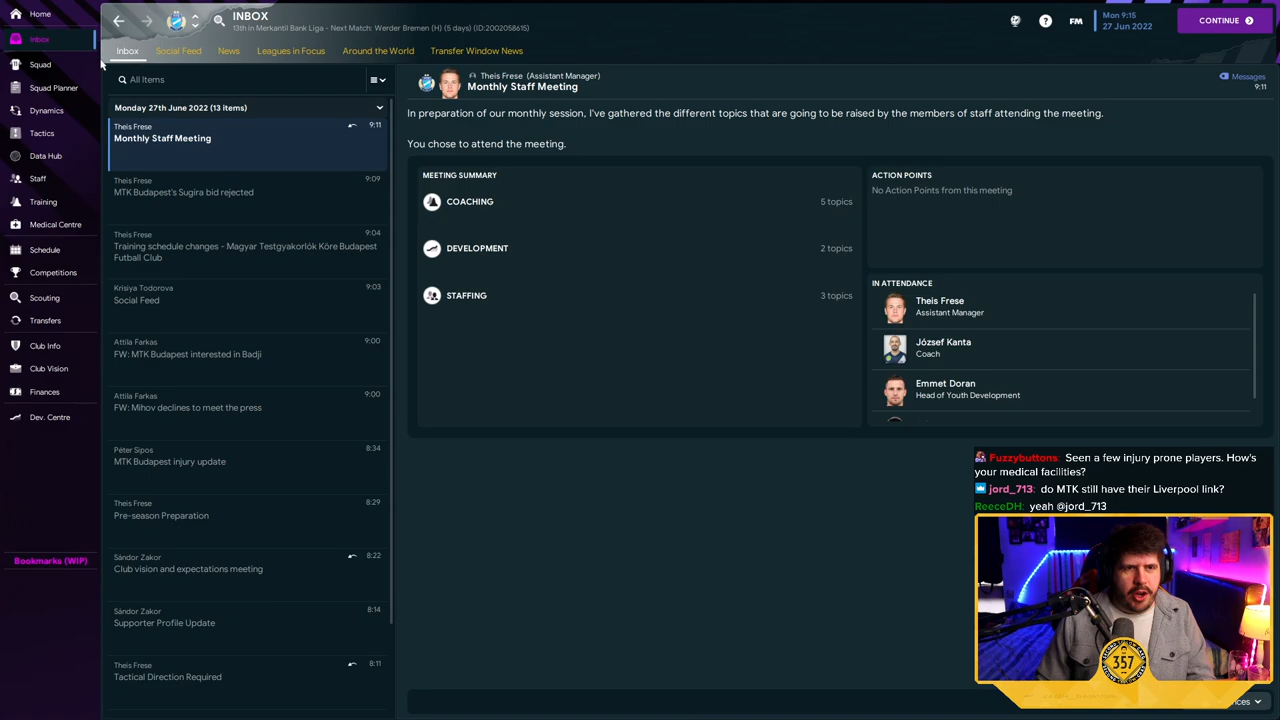 Home
Inbox
Squad
Squad Planner
Dynamics
Tactics
Data Hub
Staff
Training
Medical Centre
Schedule
Competitions
Scouting
Transfers
Club Info
Club Vision
Finances
Dev. Centre
Bookmarks (WIP)
INBOX
13th in Merkantil Bank Liga - Next Match: Werder Bremen (H) (5 days) (ID:2002058615)
FM
Mon 9:15
27 Jun 2022
CONTINUE
Inbox
Social Feed
News
Leagues in Focus
Around the World
Transfer Window News
All Items
Monday 27th June 2022 (13 items)
Theis Frese 9:11
Monthly Staff Meeting
Theis Frese 9:09
MTK Budapest's Sugira bid rejected
Theis Frese 9:04
Training schedule changes - Magyar Testgyakorlók Köre Budapest
Futball Club
Krisiya Todorova 9:03
Social Feed
Attila Farkas 9:00
FW: MTK Budapest interested in Badji
Attila Farkas 9:00
FW: Mihov declines to meet the press
Péter Sipos 8:34
MTK Budapest injury update
Theis Frese 8:29
Pre-season Preparation
Sándor Zakor 8:22
Club vision and expectations meeting
Sándor Zakor 8:14
Supporter Profile Update
Theis Frese 8:11
Tactical Direction Required
Theis Frese (Assistant Manager)
Monthly Staff Meeting
Messages
9:11
In preparation of our monthly session, I've gathered the different topics that are going to be raised by the members of staff attending the meeting.
You chose to attend the meeting.
MEETING SUMMARY
COACHING 5 topics
DEVELOPMENT 2 topics
STAFFING 3 topics
ACTION POINTS
No Action Points from this meeting
IN ATTENDANCE
Theis Frese
Assistant Manager
József Kanta
Coach
Emmet Doran
Head of Youth Development
Fuzzybuttons: Seen a few injury prone players. How's
your medical facilities?
jord_713: do MTK still have their Liverpool link?
ReeceDH: yeah @jord_713
357